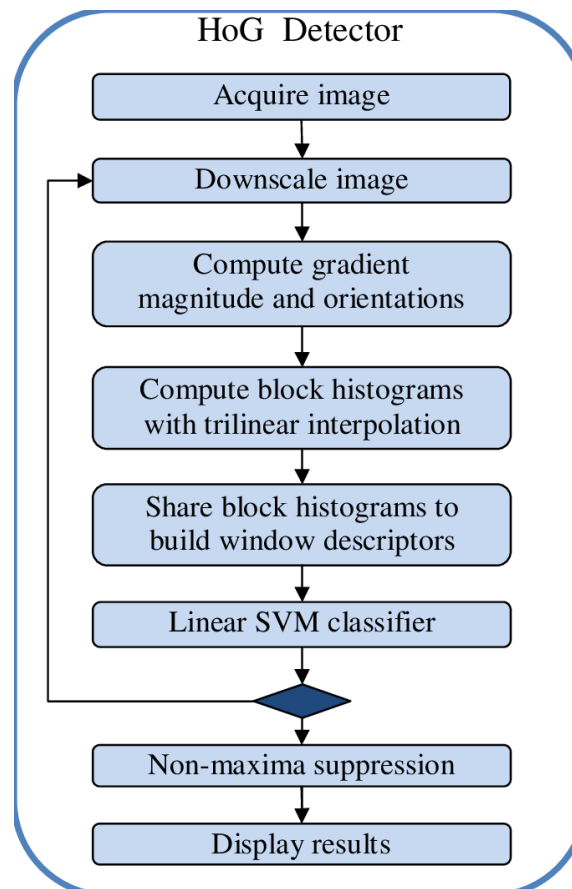 HoG Detector
Acquire image
Downscale image
Compute gradient
magnitude and orientations
Compute block histograms
with trilinear interpolation
Share block histograms to
build window descriptors
Linear SVM classifier
Non-maxima suppression
Display results